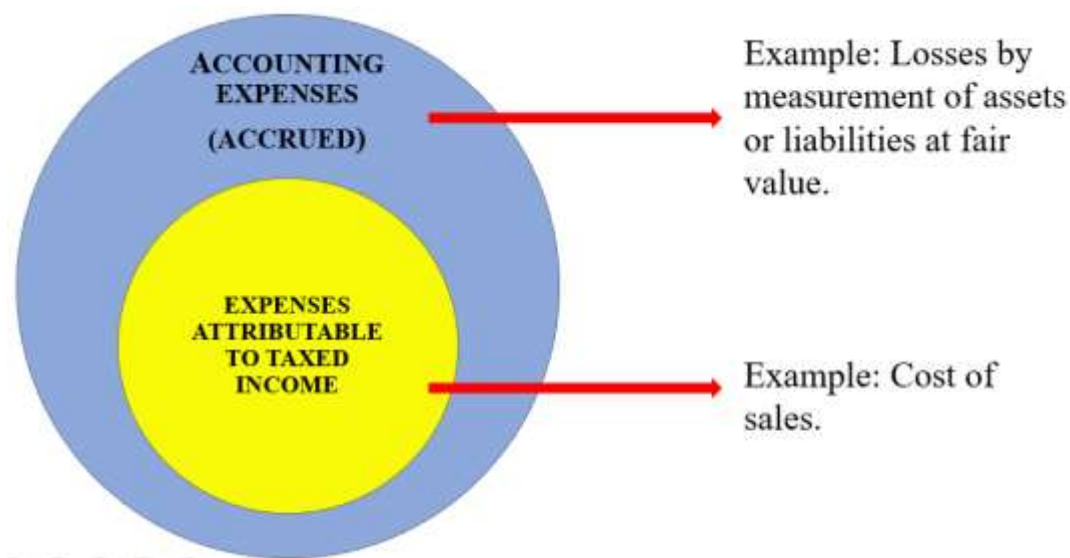 ACCOUNTING
EXPENSES
(ACCRUED)
Example: Losses by
measurement of assets
or liabilities at fair
value.
EXPENSES
ATTRIBUTABLE
TO TAXED
INCOME
Example: Cost of
sales.